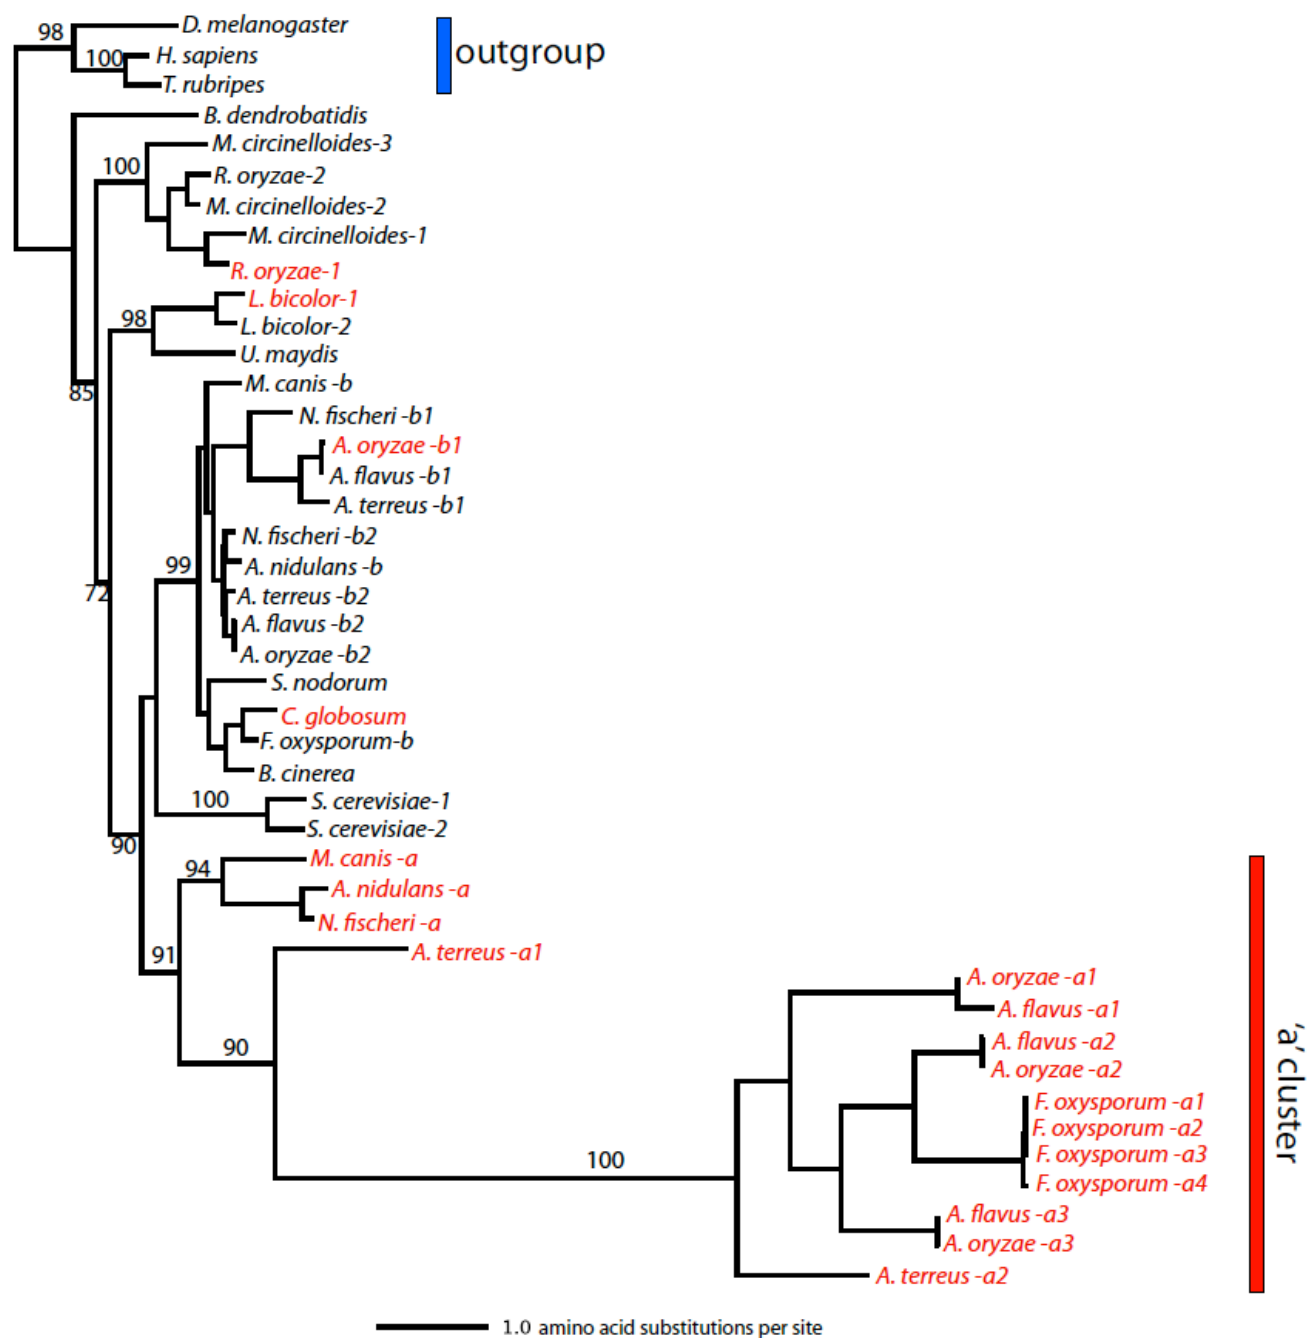 98
D. melanogaster
100
H. sapiens
T. rubripes
outgroup
B. dendrobatidis
M. circinelloides-3
100
R. oryzae-2
M. circinelloides-2
M. circinelloides-1
R. oryzae-1
L. bicolor-1
98
L. bicolor-2
U. maydis
M. canis -b
85
N. fischeri -b1
A. oryzae -b1
A. flavus -b1
A. terreus -b1
N. fischeri -b2
99
A. nidulans -b
72
A. terreus -b2
A. flavus -b2
A. oryzae -b2
S. nodorum
C. globosum
F. oxysporum-b
B. cinerea
100
S. cerevisiae-1
S. cerevisiae-2
90
M. canis -a
94
A. nidulans -a
N. fischeri -a
91
A. terreus -a1
A. oryzae -a1
A. flavus -a1
90
A. flavus -a2
A. oryzae -a2
F. oxysporum -a1
F. oxysporum -a2
F. oxysporum -a3
100
F. oxysporum -a4
A. flavus -a3
A. oryzae -a3
A. terreus -a2
'a' cluster
1.0 amino acid substitutions per site